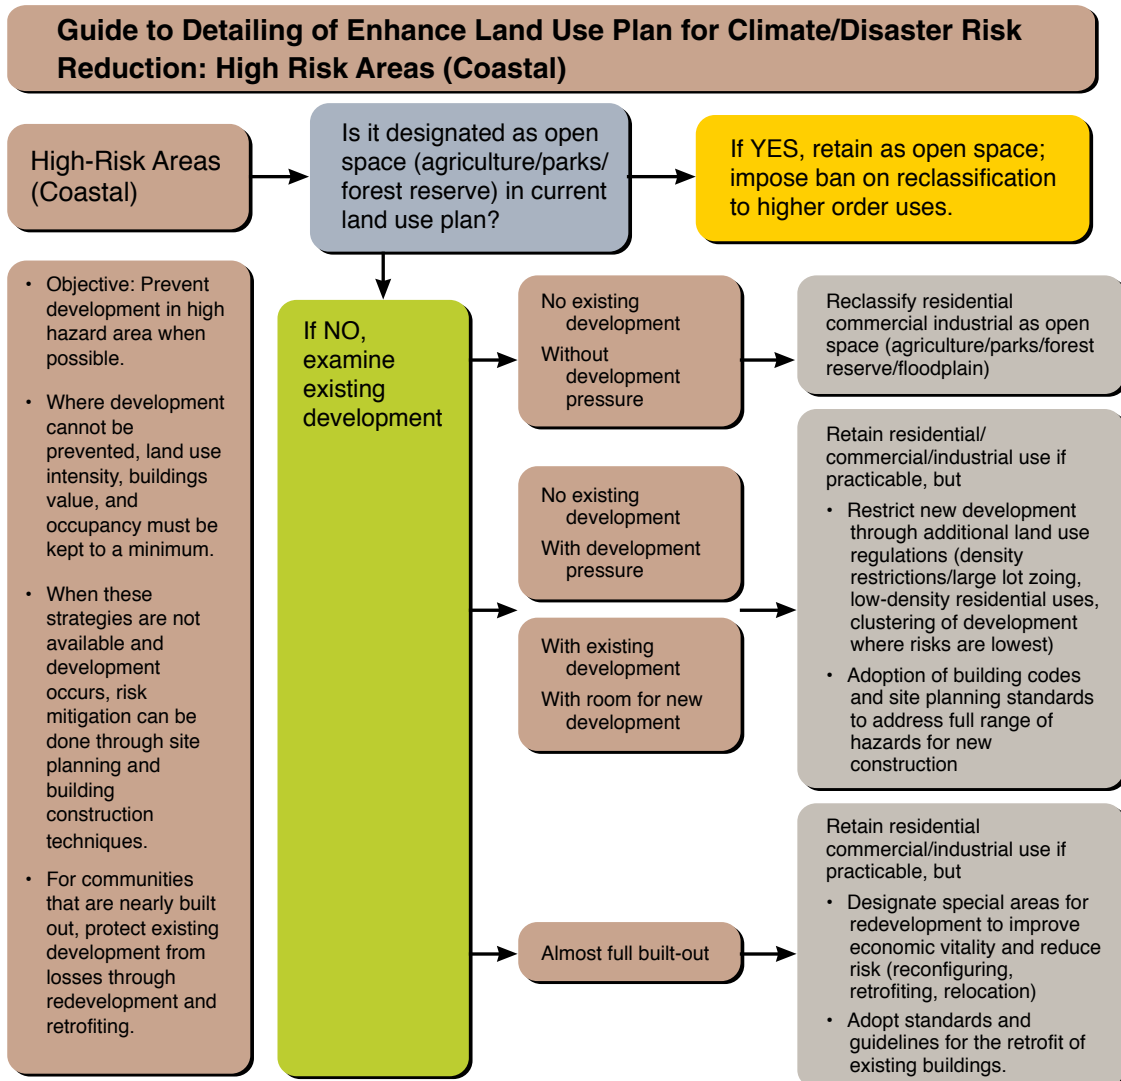 Guide to Detailing of Enhance Land Use Plan for Climate/Disaster Risk
Reduction: High Risk Areas (Coastal)
High-Risk Areas
(Coastal)
Is it designated as open
space (agriculture/parks/
forest reserve) in current
land use plan?
If YES, retain as open space;
impose ban on reclassification
to higher order uses.
• Objective: Prevent
development in high
hazard area when
possible.
• Where development
cannot be
prevented, land use
intensity, buildings
value, and
occupancy must be
kept to a minimum.
• When these
strategies are not
available and
development
occurs, risk
mitigation can be
done through site
planning and
building
construction
techniques.
• For communities
that are nearly built
out, protect existing
development from
losses through
redevelopment and
retrofiting.
If NO,
examine
existing
development
No existing
development
Without
development
pressure
Reclassify residential
commercial industrial as open
space (agriculture/parks/forest
reserve/floodplain)
No existing
development
With development
pressure
With existing
development
With room for new
development
Retain residential/
commercial/industrial use if
practicable, but
• Restrict new development
through additional land use
regulations (density
restrictions/large lot zoing,
low-density residential uses,
clustering of development
where risks are lowest)
• Adoption of building codes
and site planning standards
to address full range of
hazards for new
construction
Almost full built-out
Retain residential
commercial/industrial use if
practicable, but
• Designate special areas for
redevelopment to improve
economic vitality and reduce
risk (reconfiguring,
retrofiting, relocation)
• Adopt standards and
guidelines for the retrofit of
existing buildings.